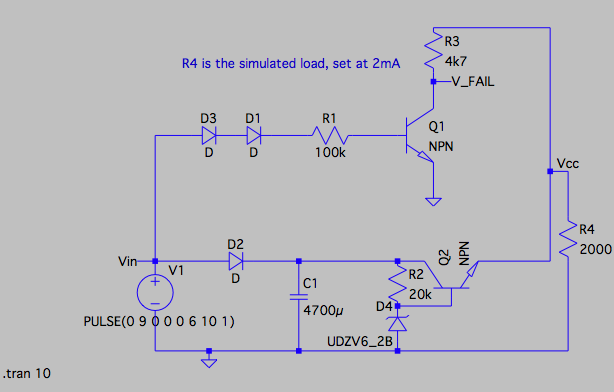 R3
4k7
R4 is the simulated load, set at 2mA
V_FAIL
D3
D1
R1
Q1
D
D
100k
NPN
Vcc
D2
Vin
V1
D
R4
2000
Q2
NPN
R2
20k
C1
4700µ
D4
PULSE(0 9 0 0 0 6 10 1)
UDZV6_2B
.tran 10